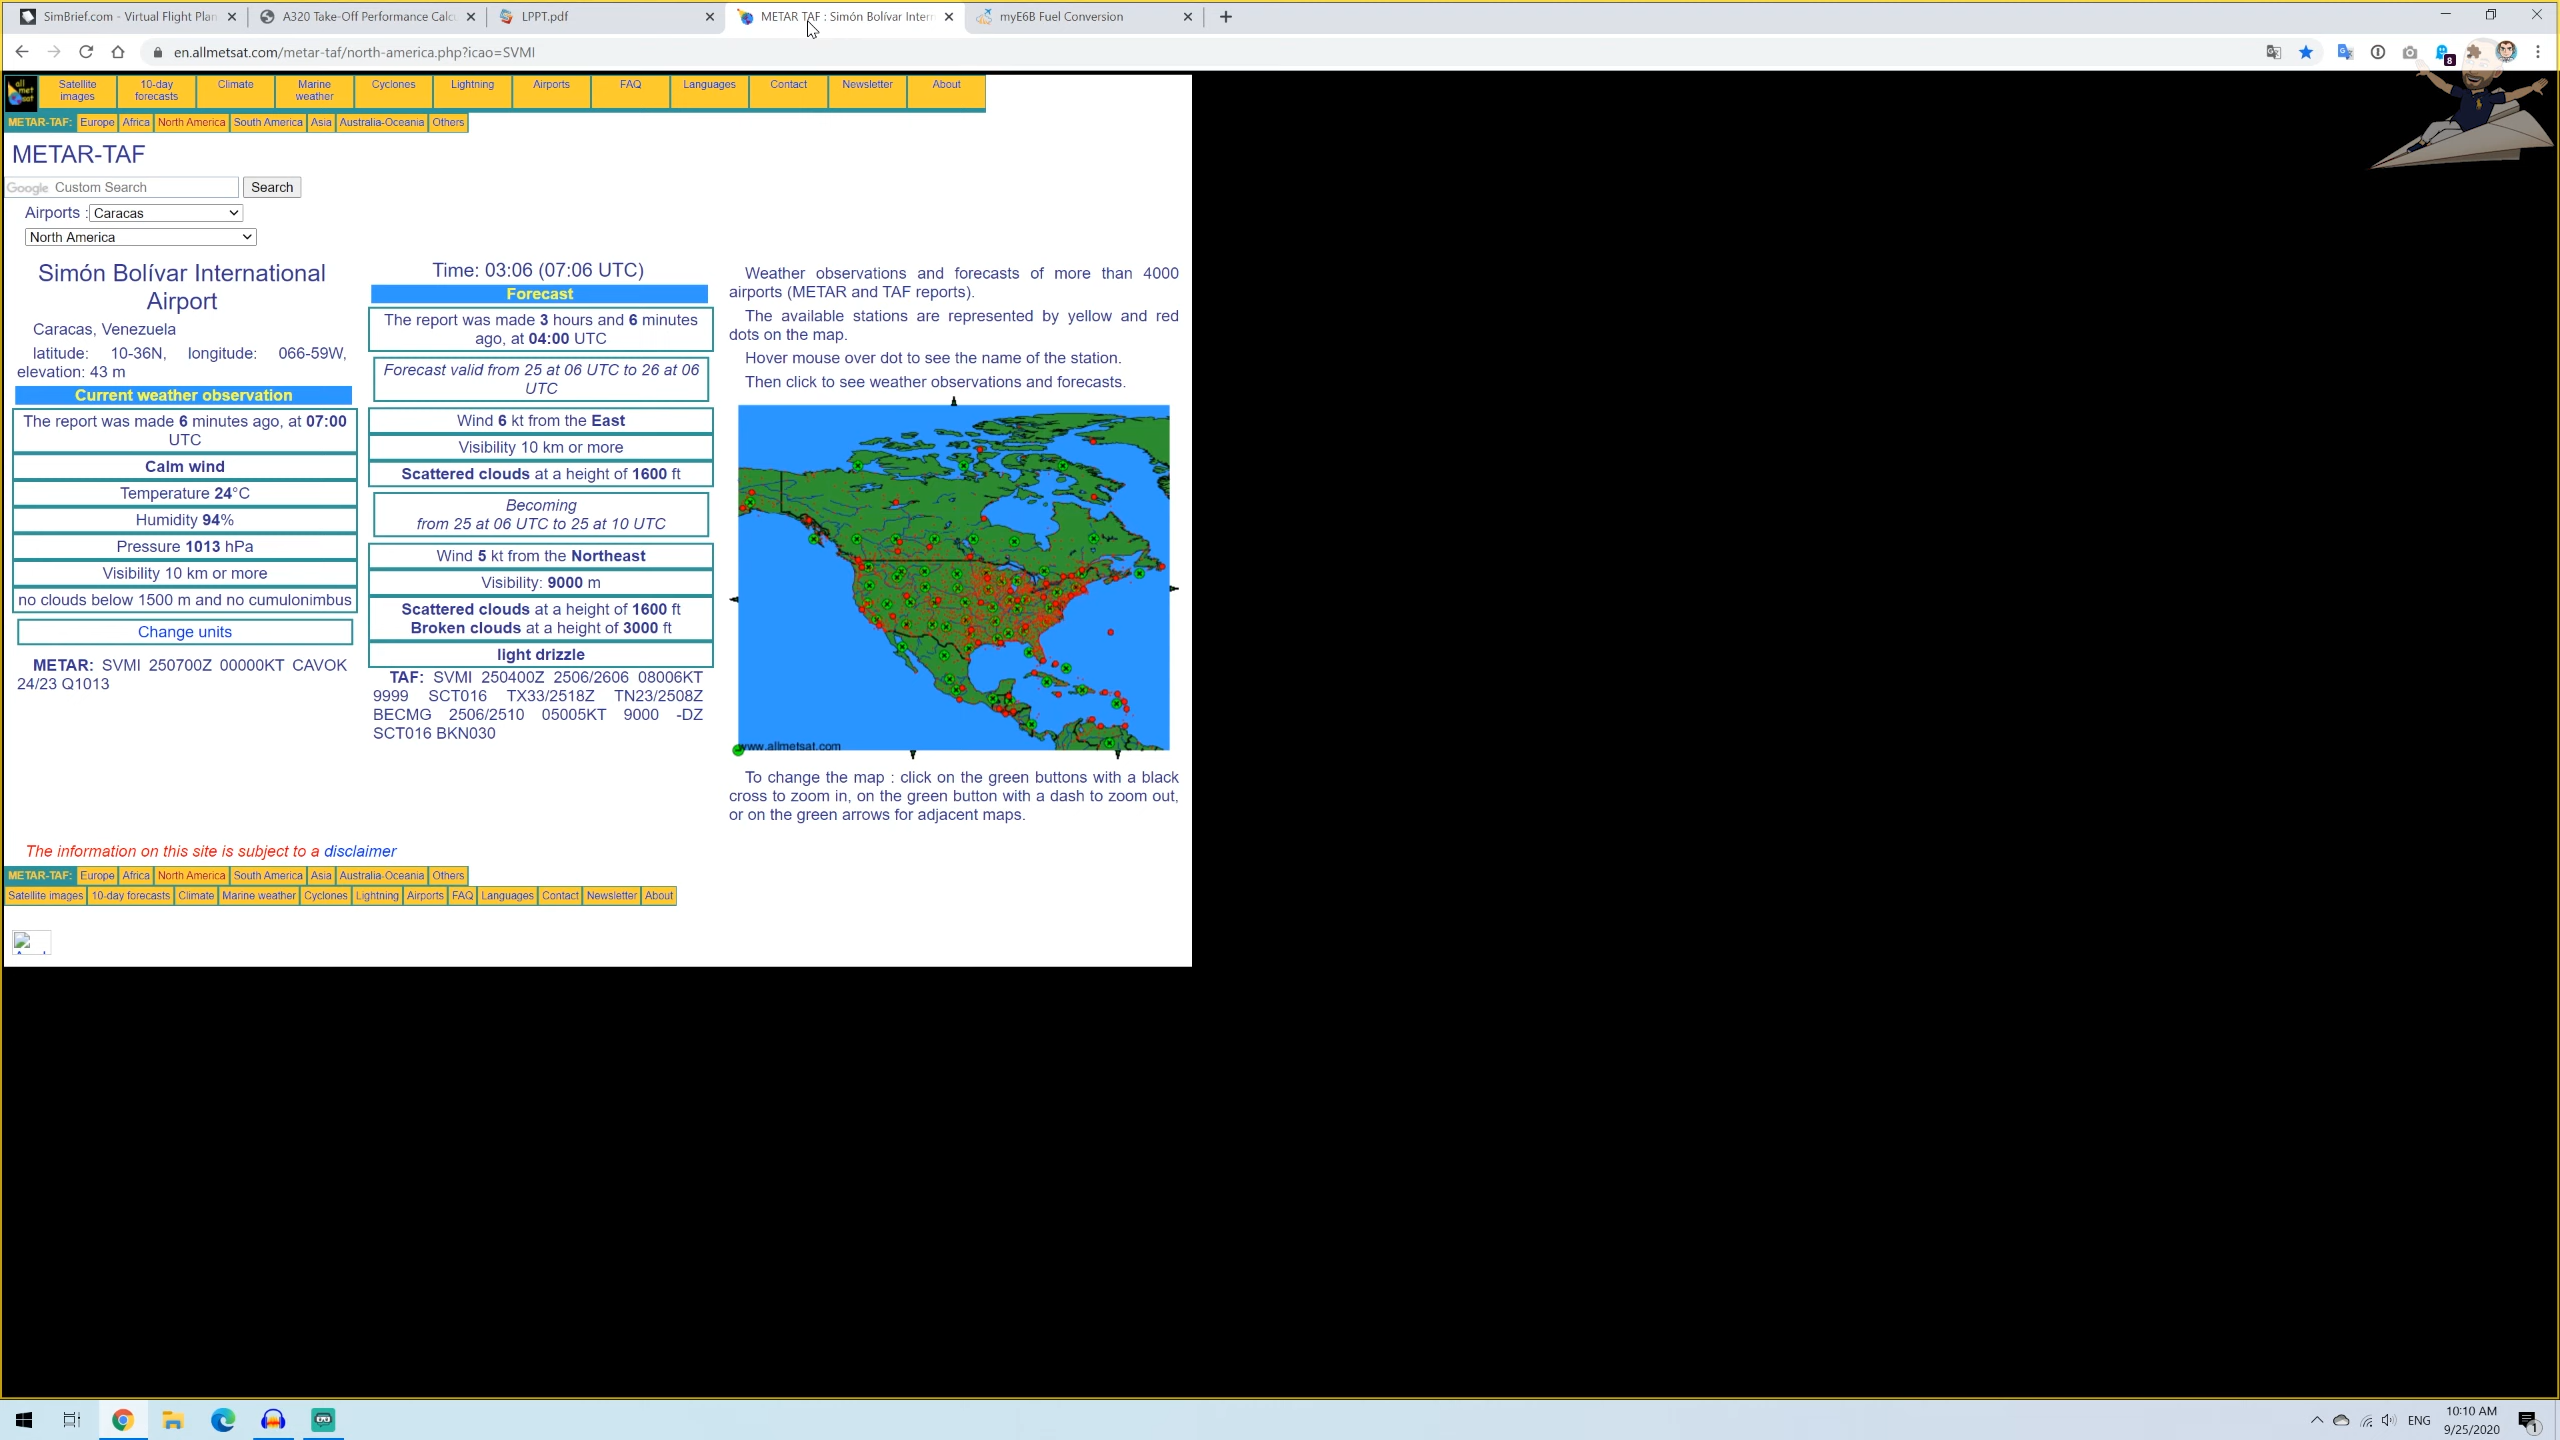 SimBrief.com - Virtual Flight Plan
A320 Take-Off Performance Calcu
LPPT.pdf
METAR TAF : Simón Bolívar Intern
myE6B Fuel Conversion
en.allmetsat.com/metar-taf/north-america.php?icao=SVMI
8
all
met
sat
Satellite
images
10-day
forecasts
Climate
Marine
weather
Cyclones
Lightning
Airports
FAQ
Languages
Contact
Newsletter
About
METAR-TAF: Europe Africa North America South America Asia Australia-Oceania Others
METAR-TAF
Google Custom Search
Search
Airports : Caracas
North America
Simón Bolívar International
Airport
Caracas, Venezuela
latitude: 10-36N, longitude: 066-59W,
elevation: 43 m
Current weather observation
The report was made 6 minutes ago, at 07:00
UTC
Calm wind
Temperature 24°C
Humidity 94%
Pressure 1013 hPa
Visibility 10 km or more
no clouds below 1500 m and no cumulonimbus
Change units
METAR: SVMI 250700Z 00000KT CAVOK
24/23 Q1013
Time: 03:06 (07:06 UTC)
Forecast
The report was made 3 hours and 6 minutes
ago, at 04:00 UTC
Forecast valid from 25 at 06 UTC to 26 at 06
UTC
Wind 6 kt from the East
Visibility 10 km or more
Scattered clouds at a height of 1600 ft
Becoming
from 25 at 06 UTC to 25 at 10 UTC
Wind 5 kt from the Northeast
Visibility: 9000 m
Scattered clouds at a height of 1600 ft
Broken clouds at a height of 3000 ft
light drizzle
TAF: SVMI 250400Z 2506/2606 08006KT
9999 SCT016 TX33/2518Z TN23/2508Z
BECMG 2506/2510 05005KT 9000 -DZ
SCT016 BKN030
Weather observations and forecasts of more than 4000
airports (METAR and TAF reports).
The available stations are represented by yellow and red
dots on the map.
Hover mouse over dot to see the name of the station.
Then click to see weather observations and forecasts.
www.allmetsat.com
To change the map : click on the green buttons with a black
cross to zoom in, on the green button with a dash to zoom out,
or on the green arrows for adjacent maps.
The information on this site is subject to a disclaimer
METAR-TAF: Europe Africa North America South America Asia Australia-Oceania Others
Satellite images 10-day forecasts Climate Marine weather Cyclones Lightning Airports FAQ Languages Contact Newsletter About
ENG
10:10 AM
9/25/2020
1